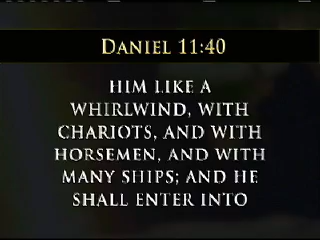 DANIEL 11:40
HIM LIKE A
WHIRLWIND, WITH
CHARIOTS, AND WITH
HORSEMEN, AND WITH
MANY SHIPS; AND HE
SHALL ENTER INTO